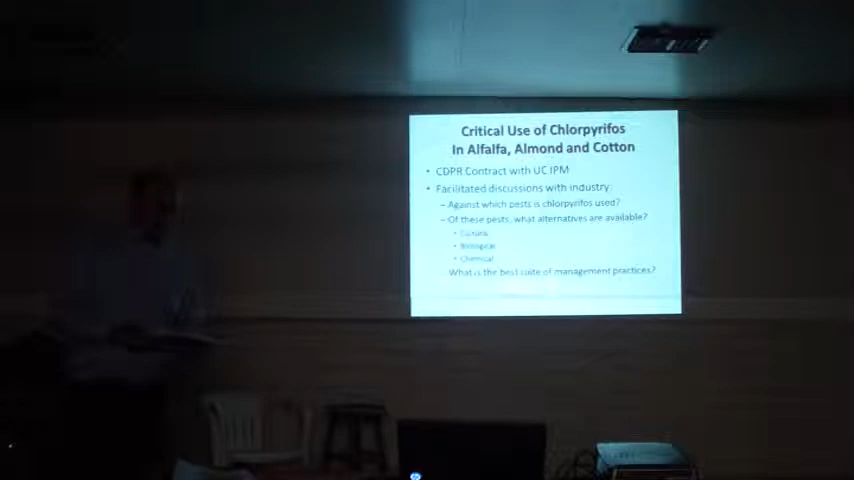 Critical Use of Chlorpyrifos
In Alfalfa, Almond and Cotton
• CDPR Contract with UC IPM
• Facilitated discussions with industry:
– Against which pests is chlorpyrifos used?
– Of these pests, what alternatives are available?
• Cultural
• Biological
• Chemical
What is the best suite of management practices?